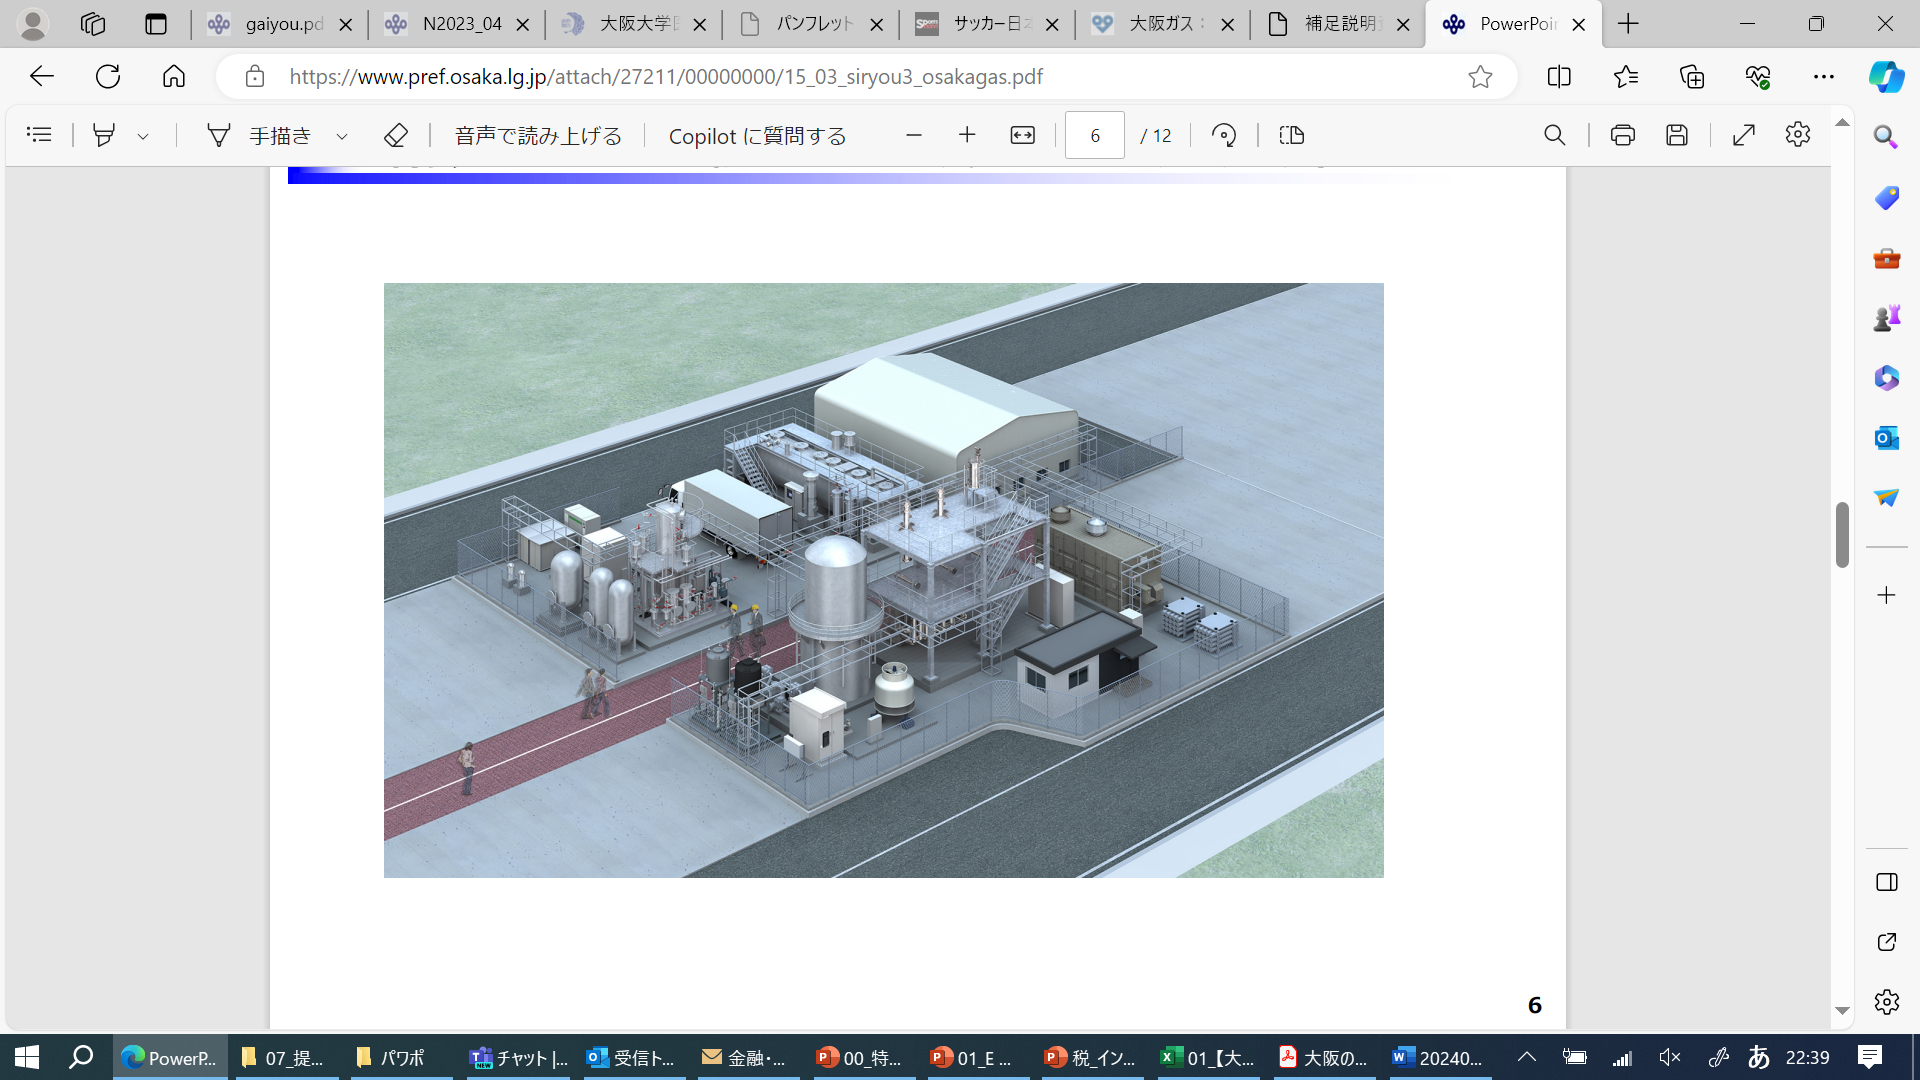 gaiyou.pd
N2023_04
大阪大学
パンフレット
サッカー日本
大阪ガス：
補足説明
PowerPoin
https://www.pref.osaka.lg.jp/attach/27211/00000000/15_03_siryou3_osakagas.pdf
手描き
音声で読み上げる
Copilot に質問する
6
/ 12
6
PowerP...
07_提...
パワポ
チャット |...
受信ト...
金融・...
00_特...
01_E ...
税_イン...
01_【大...
大阪の...
20240...
あ
22:39